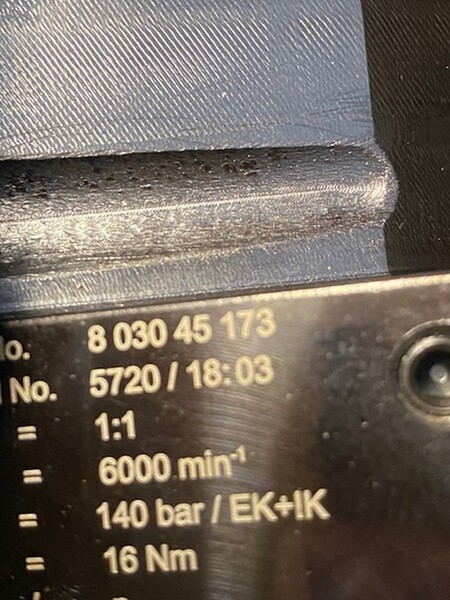 No. 8 030 45 173
No. 5720 / 18: 03
= 1:1
= 6000 min⁻¹
= 140 bar / EK+IK
= 16 Nm